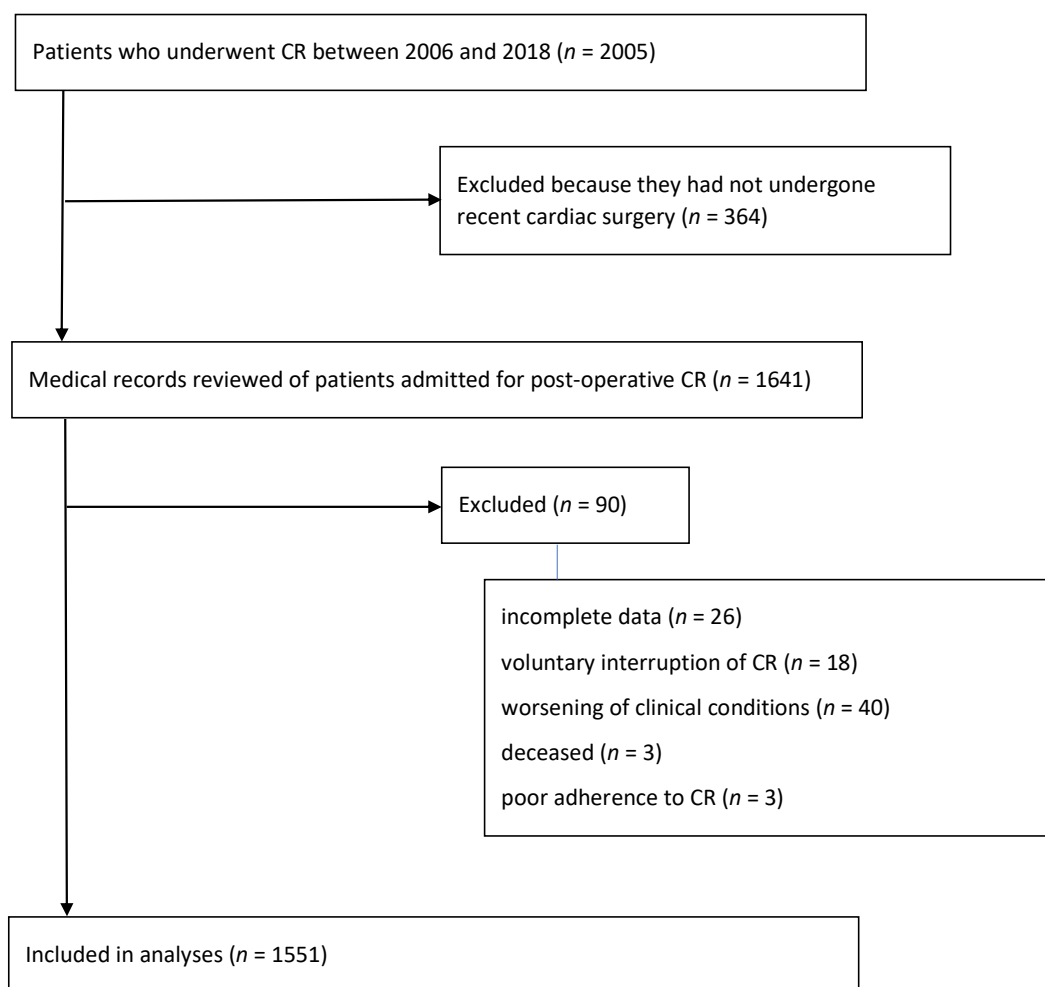 Patients who underwent CR between 2006 and 2018 (n = 2005)
Excluded because they had not undergone
recent cardiac surgery (n = 364)
Medical records reviewed of patients admitted for post-operative CR (n = 1641)
Excluded (n = 90)
incomplete data (n = 26)
voluntary interruption of CR (n = 18)
worsening of clinical conditions (n = 40)
deceased (n = 3)
poor adherence to CR (n = 3)
Included in analyses (n = 1551)